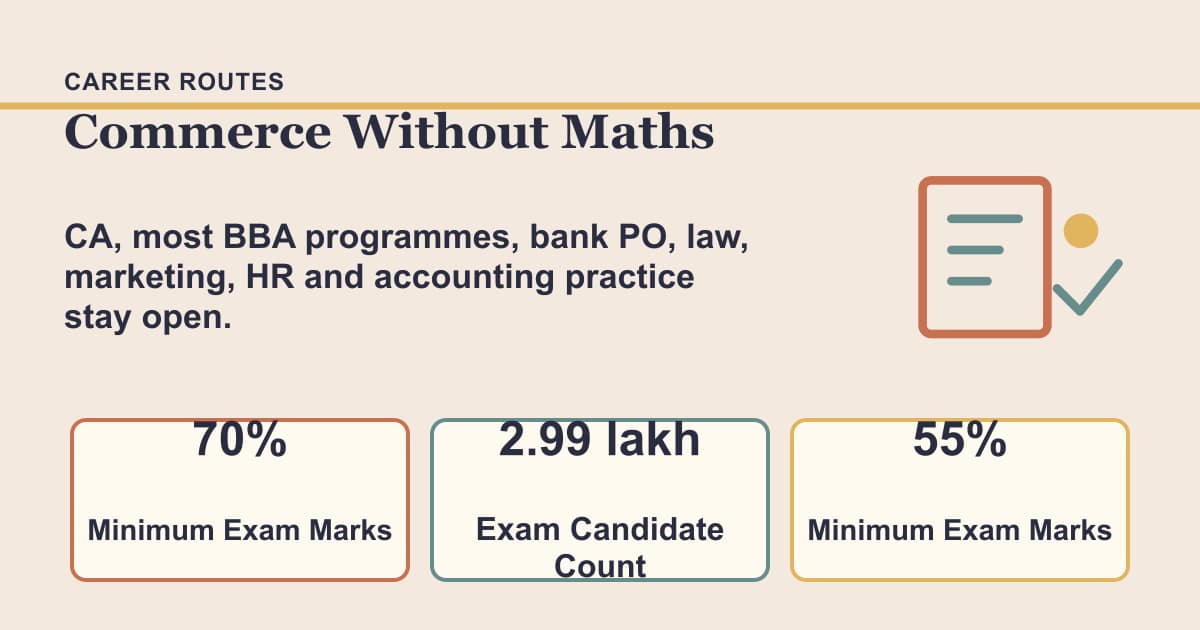 CAREER ROUTES
Commerce Without Maths
CA, most BBA programmes, bank PO, law,
marketing, HR and accounting practice
stay open.
70%
Minimum Exam Marks
2.99 lakh
Exam Candidate
Count
55%
Minimum Exam Marks